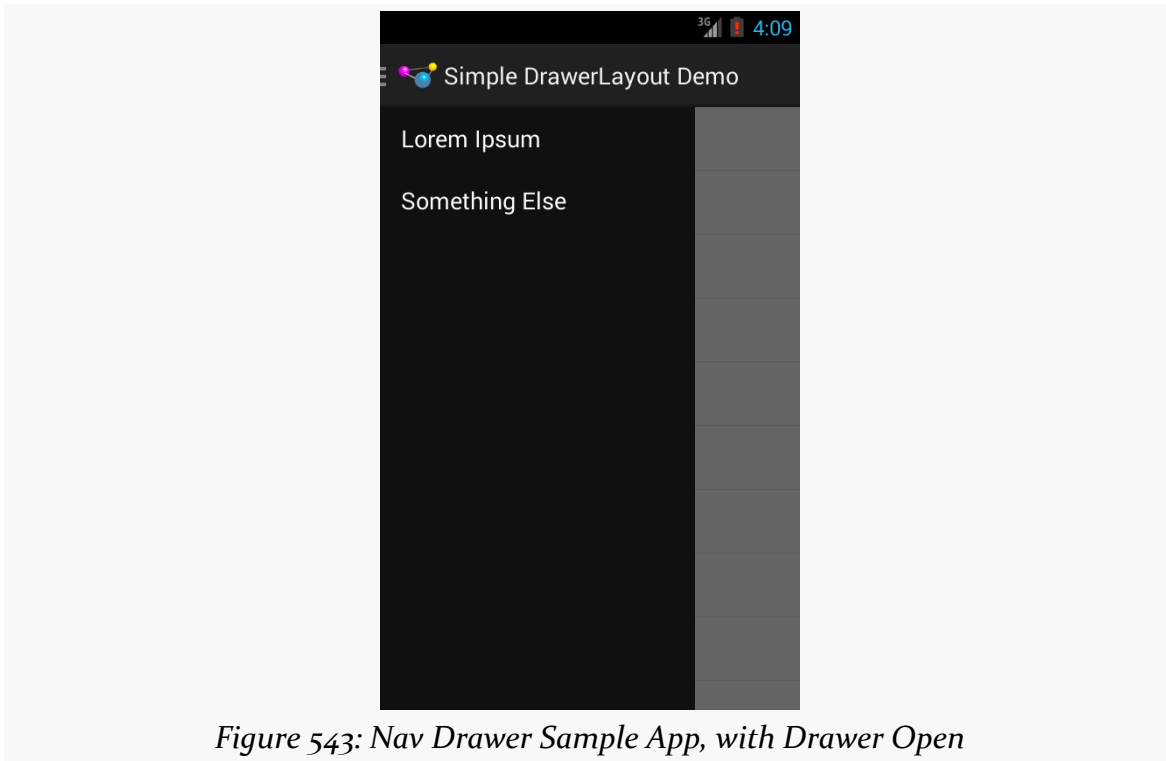 3G 4:09
Simple DrawerLayout Demo
Lorem Ipsum
Something Else
Figure 543: Nav Drawer Sample App, with Drawer Open